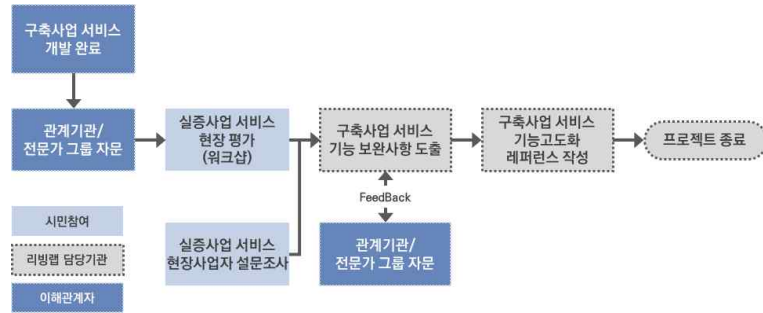 구축사업 서비스
개발 완료
관계기관/
전문가 그룹 자문
실증사업 서비스
현장 평가
(워크샵)
구축사업 서비스
기능 보완사항 도출
구축사업 서비스
기능고도화
레퍼런스 작성
프로젝트 종료
FeedBack
시민참여
리빙랩 담당기관
이해관계자
실증사업 서비스
현장사업자 설문조사
관계기관/
전문가 그룹 자문